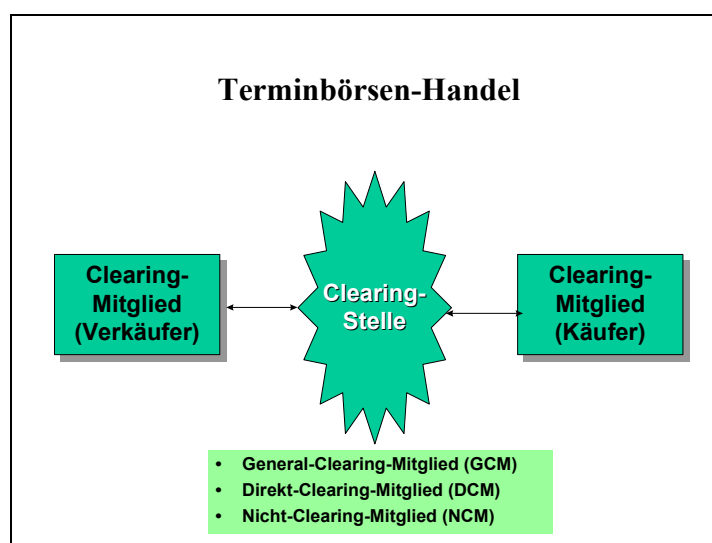 Terminbörsen-Handel
Clearing-
Mitglied
(Verkäufer)
Clearing-
Stelle
Clearing-
Mitglied
(Käufer)
• General-Clearing-Mitglied (GCM)
• Direkt-Clearing-Mitglied (DCM)
• Nicht-Clearing-Mitglied (NCM)